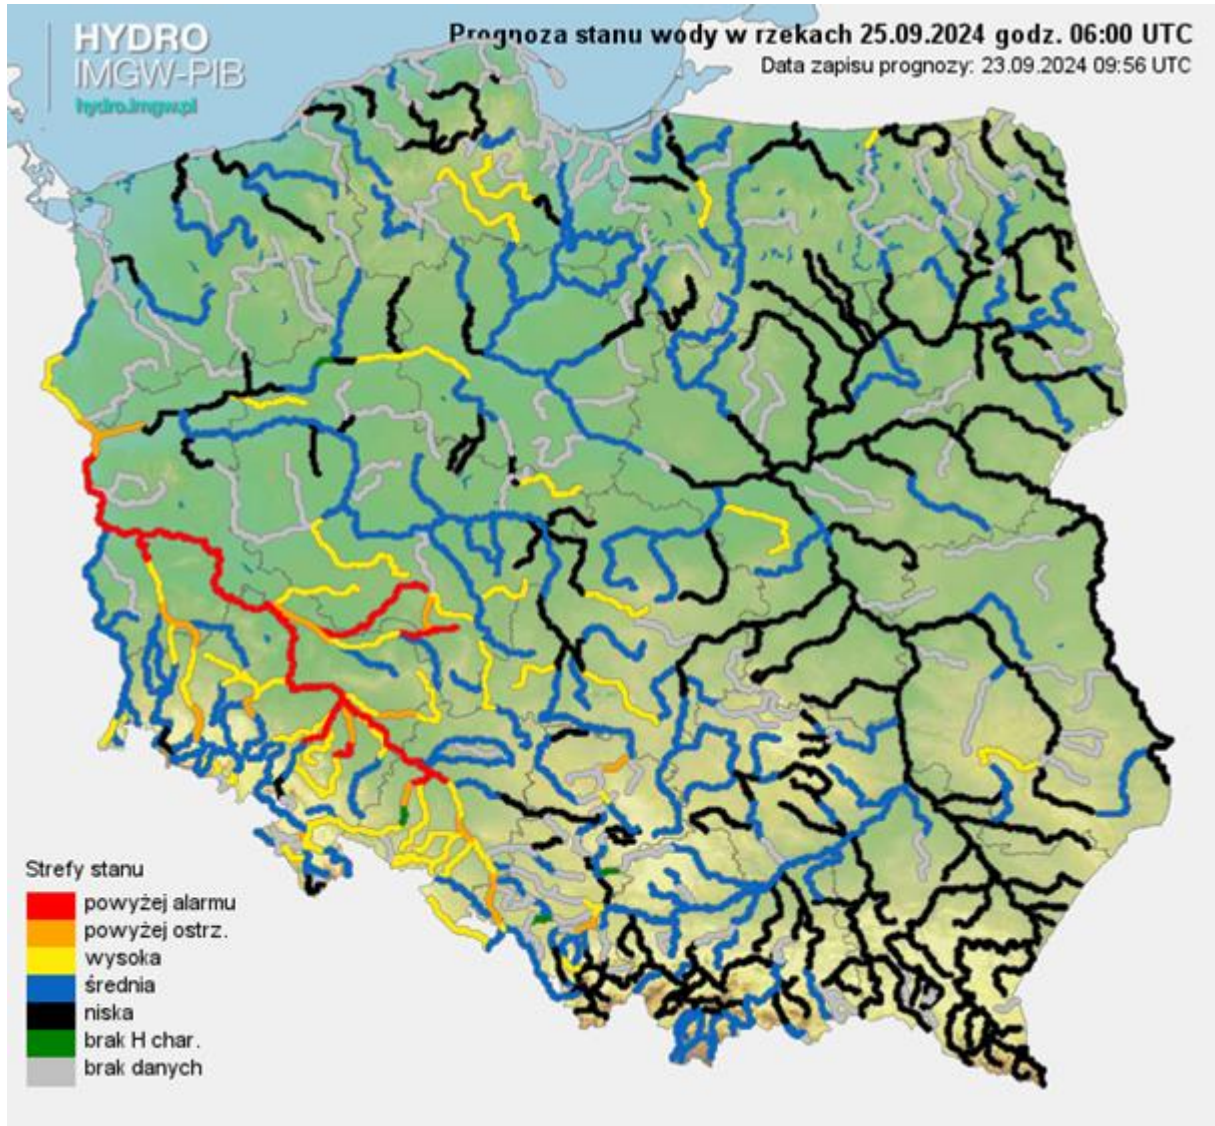 HYDRO
IMGW-PIB
hydro.imgw.pl
Prognoza stanu wody w rzekach 25.09.2024 godz. 06:00 UTC
Data zapisu prognozy: 23.09.2024 09:56 UTC
Strefy stanu
powyżej alarmu
powyżej ostrz.
wysoka
średnia
niska
brak H char.
brak danych